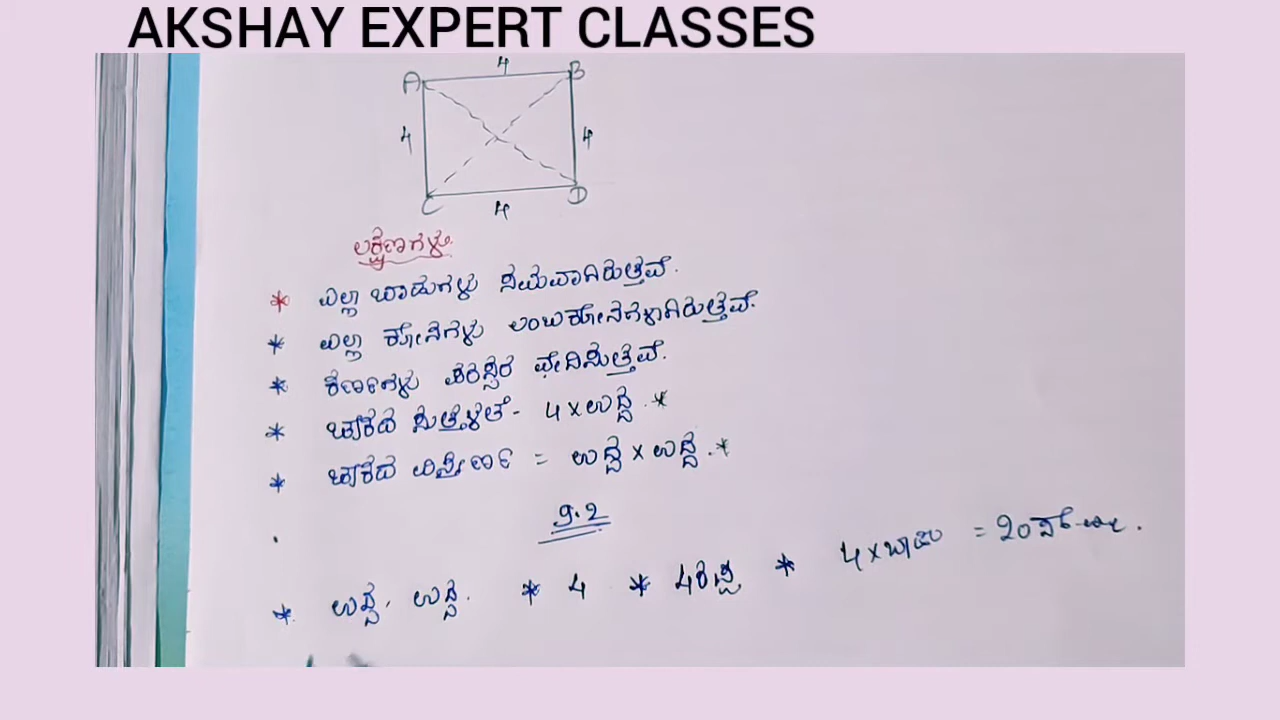 AKSHAY EXPERT CLASSES
4
A B
4 4
C D
4
ಲಕ್ಷಣಗಳು
* ಎಲ್ಲಾ ಬಾಹುಗಳು ಸಮವಾಗಿರುತ್ತವೆ.
* ಎಲ್ಲಾ ಕೋನಗಳು ಲಂಬಕೋನಗಳಾಗಿರುತ್ತವೆ.
* ಕರ್ಣಗಳು ಪರಸ್ಪರ ಛೇದಿಸುತ್ತವೆ.
* ಚೌಕದ ಸುತ್ತಳತೆ - 4 x ಉದ್ದ *
* ಚೌಕದ ವಿಸ್ತೀರ್ಣ = ಉದ್ದ x ಉದ್ದ . *
9.2
* ಉದ್ದ, ಉದ್ದ. * 4 * * 4 x ಬಾಹು = 20